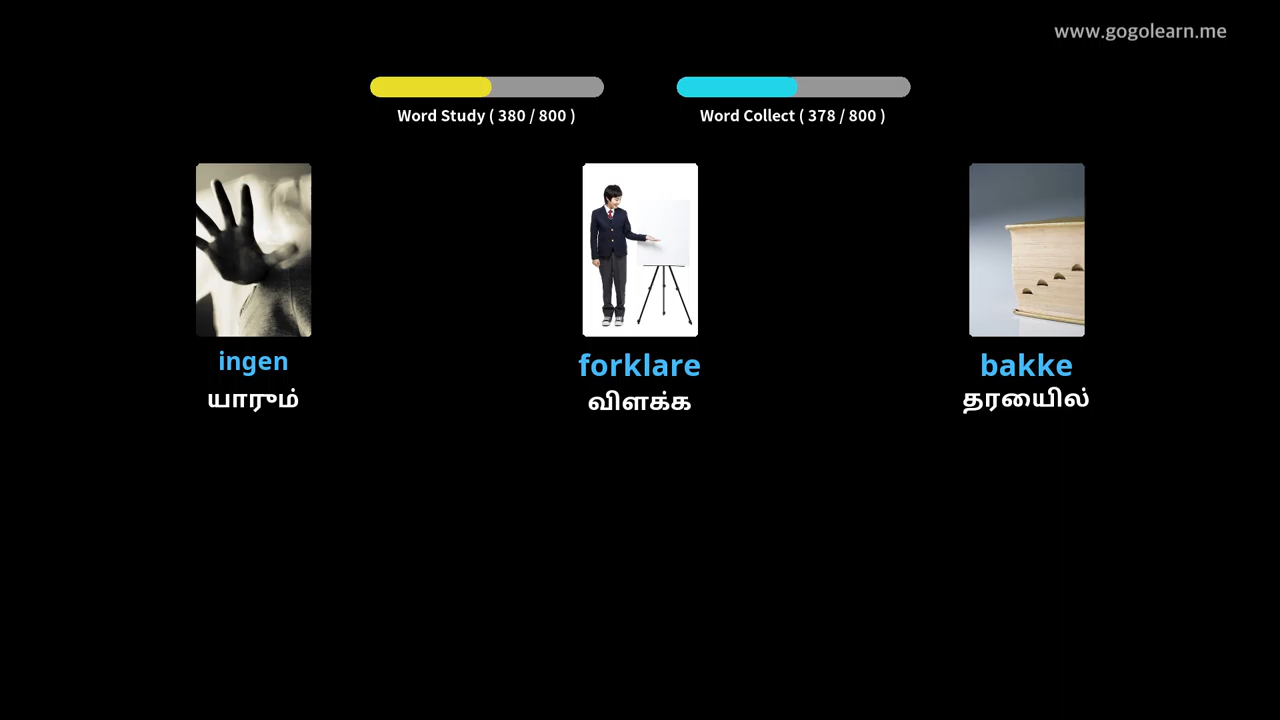 www.gogolearn.me
Word Study ( 380 / 800 )
Word Collect ( 378 / 800 )
ingen
forklare
bakke
யாரும்
விளக்க
தரையில்